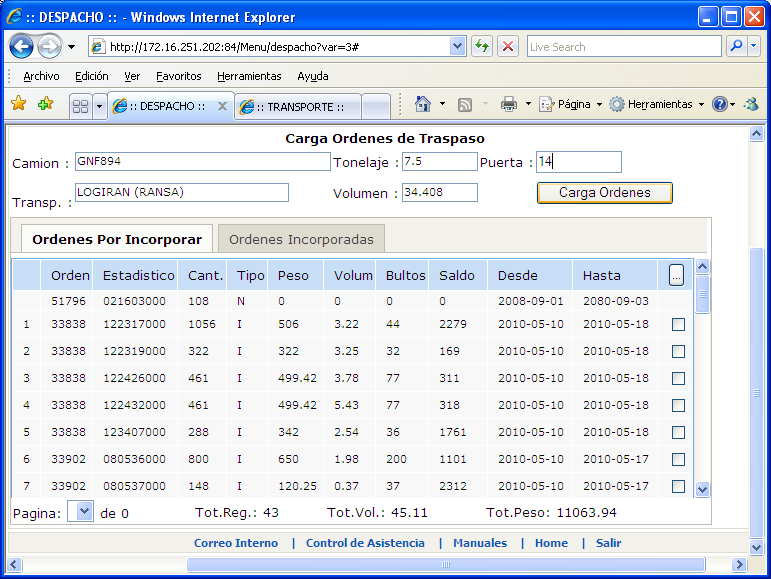 :: DESPACHO :: - Windows Internet Explorer
http://172.16.251.202:84/Menu/despacho?var=3#
Live Search
Archivo Edición Ver Favoritos Herramientas Ayuda
:: DESPACHO :: :: TRANSPORTE :: Página Herramientas
Carga Ordenes de Traspaso
Camion : GNF894 Tonelaje : 7.5 Puerta : 14
Transp. : LOGIRAN (RANSA) Volumen : 34.408 Carga Ordenes
Ordenes Por Incorporar Ordenes Incorporadas
Orden Estadistico Cant. Tipo Peso Volum Bultos Saldo Desde Hasta ...
51796 021603000 108 N 0 0 0 0 2008-09-01 2080-09-03
1 33838 122317000 1056 I 506 3.22 44 2279 2010-05-10 2010-05-18
2 33838 122319000 322 I 322 3.25 32 169 2010-05-10 2010-05-18
3 33838 122426000 461 I 499.42 3.78 77 311 2010-05-10 2010-05-18
4 33838 122432000 461 I 499.42 5.43 77 318 2010-05-10 2010-05-18
5 33838 123407000 288 I 342 2.54 36 1761 2010-05-10 2010-05-18
6 33902 080536000 800 I 650 1.98 200 1101 2010-05-10 2010-05-17
7 33902 080537000 148 I 120.25 0.37 37 2312 2010-05-10 2010-05-17
Pagina: de 0 Tot.Reg.: 43 Tot.Vol.: 45.11 Tot.Peso: 11063.94
Correo Interno | Control de Asistencia | Manuales | Home | Salir